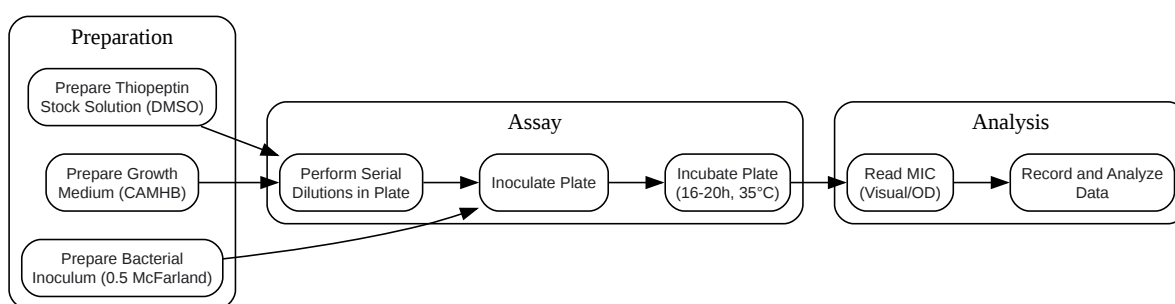 Preparation
Prepare Thiopeptin
Stock Solution (DMSO)
Prepare Growth
Medium (CAMHB)
Prepare Bacterial
Inoculum (0.5 McFarland)
Assay
Perform Serial
Dilutions in Plate
Inoculate Plate
Incubate Plate
(16-20h, 35°C)
Analysis
Read MIC
(Visual/OD)
Record and Analyze
Data